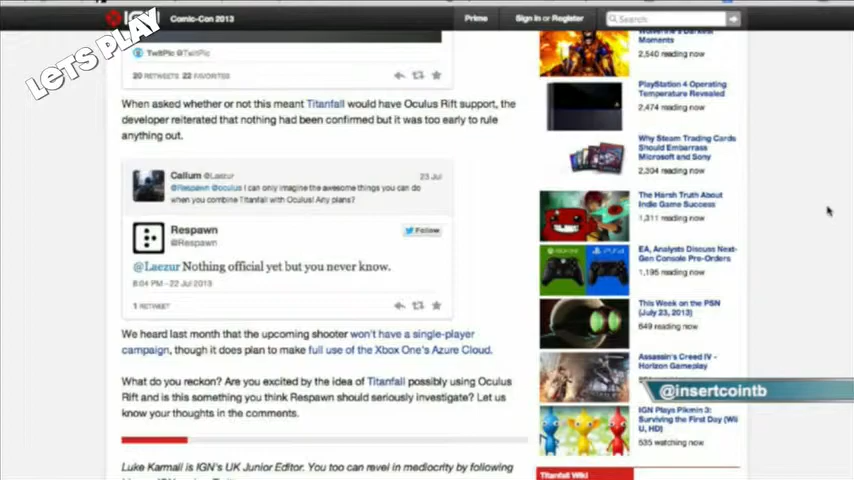 IGN
Comic-Con 2013
Prime
Sign in or Register
Search
LETS PLAY
TwitPic @TwitPic
20 RETWEETS 22 FAVORITES
When asked whether or not this meant Titanfall would have Oculus Rift support, the
developer reiterated that nothing had been confirmed but it was too early to rule
anything out.
Callum @Laezur
23 Jul
@Respawn @oculus I can only imagine the awesome things you can do
when you combine Titanfall with Oculus! Any plans?
Respawn
@Respawn
Follow
@Laezur Nothing official yet but you never know.
8:04 PM - 22 Jul 2013
1 RETWEET
We heard last month that the upcoming shooter won't have a single-player
campaign, though it does plan to make full use of the Xbox One's Azure Cloud.
What do you reckon? Are you excited by the idea of Titanfall possibly using Oculus
Rift and is this something you think Respawn should seriously investigate? Let us
know your thoughts in the comments.
Luke Karmali is IGN's UK Junior Editor. You too can revel in mediocrity by following
Wolverine's Darkest
Moments
2,540 reading now
PlayStation 4 Operating
Temperature Revealed
2,474 reading now
Why Steam Trading Cards
Should Embarrass
Microsoft and Sony
2,304 reading now
The Harsh Truth About
Indie Game Success
1,311 reading now
EA, Analysts Discuss Next-
Gen Console Pre-Orders
1,195 reading now
This Week on the PSN
(July 23, 2013)
649 reading now
Assassin's Creed IV -
Horizon Gameplay
@insertcointb
IGN Plays Pikmin 3:
Surviving the First Day (Wii
U, HD)
535 watching now
Titanfall Wiki